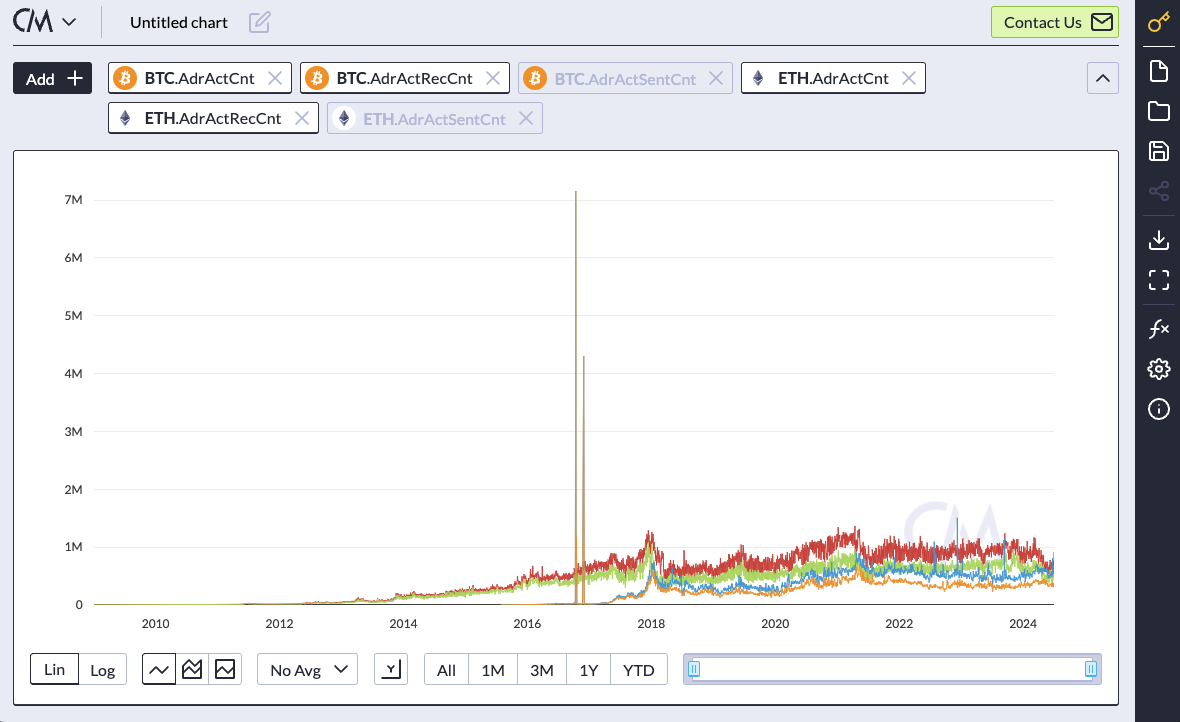 CM Untitled chart Contact Us
Add BTC.AdrActCnt BTC.AdrActRecCnt BTC.AdrActSentCnt ETH.AdrActCnt
ETH.AdrActRecCnt ETH.AdrActSentCnt
7M
6M
5M
4M
3M
2M
CM
1M
0
2010 2012 2014 2016 2018 2020 2022 2024
Lin Log No Avg Y All 1M 3M 1Y YTD
fx